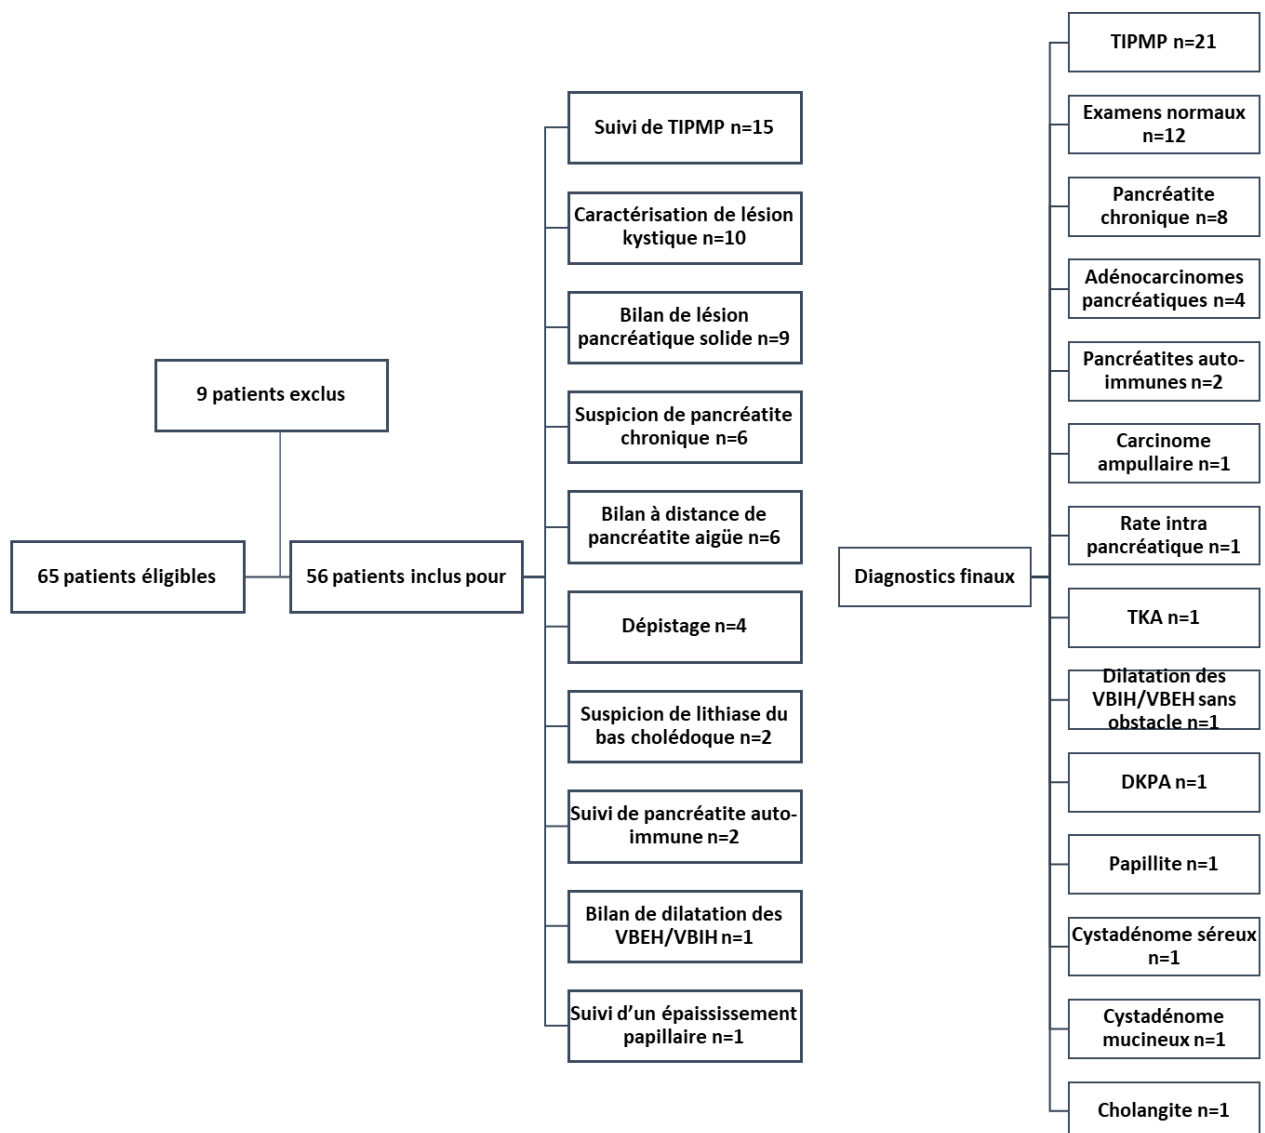 9 patients exclus
65 patients éligibles
56 patients inclus pour
Suivi de TIPMP n=15
Caractérisation de lésion
kystique n=10
Bilan de lésion
pancréatique solide n=9
Suspicion de pancréatite
chronique n=6
Bilan à distance de
pancréatite aigüe n=6
Dépistage n=4
Suspicion de lithiase du
bas cholédoque n=2
Suivi de pancréatite auto-
immune n=2
Bilan de dilatation des
VBEH/VBIH n=1
Suivi d’un épaississement
papillaire n=1
Diagnostics finaux
TIPMP n=21
Examens normaux
n=12
Pancréatite
chronique n=8
Adénocarcinomes
pancréatiques n=4
Pancréatites auto-
immunes n=2
Carcinome
ampullaire n=1
Rate intra
pancréatique n=1
TKA n=1
Dilatation des
VBIH/VBEH sans
obstacle n=1
DKPA n=1
Papillite n=1
Cystadénome séreux
n=1
Cystadénome
mucineux n=1
Cholangite n=1